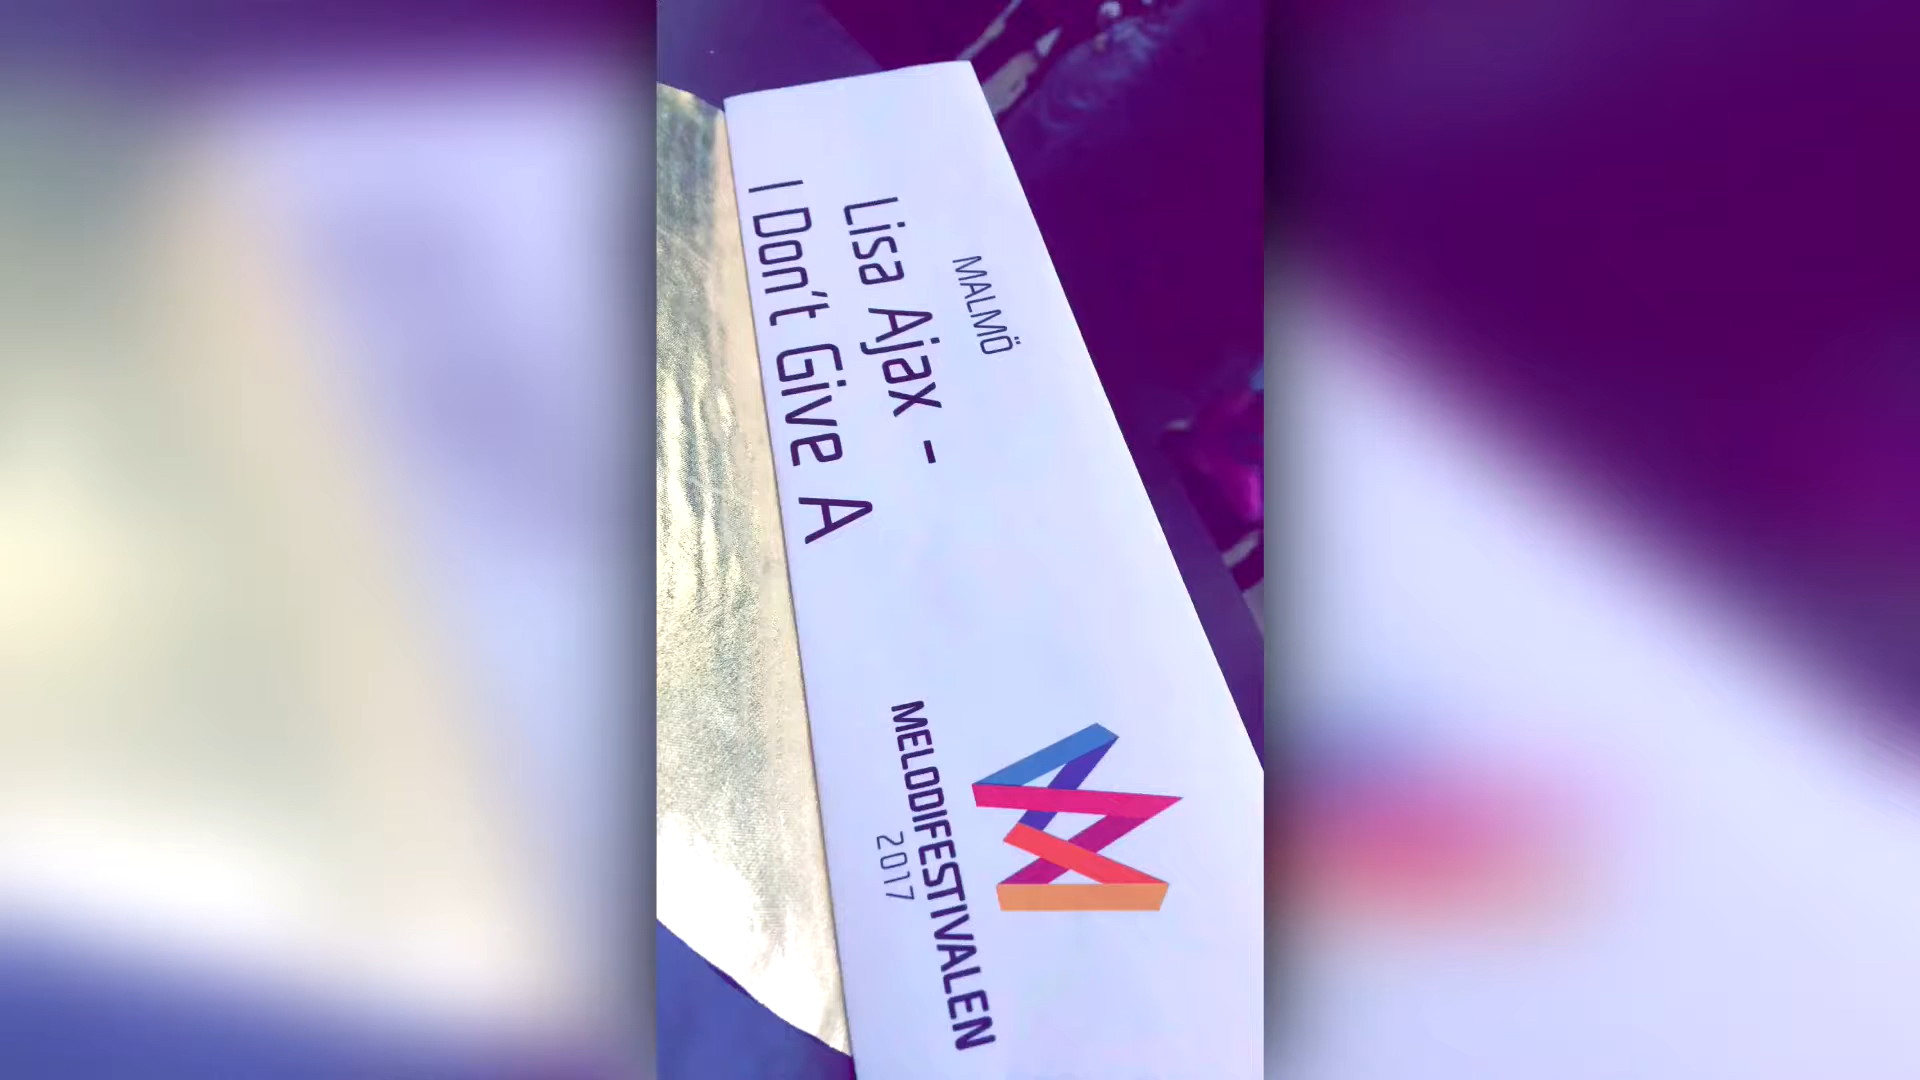 MALMÖ
Lisa Ajax -
I Don't Give A
MELODIFESTIVALEN
2017